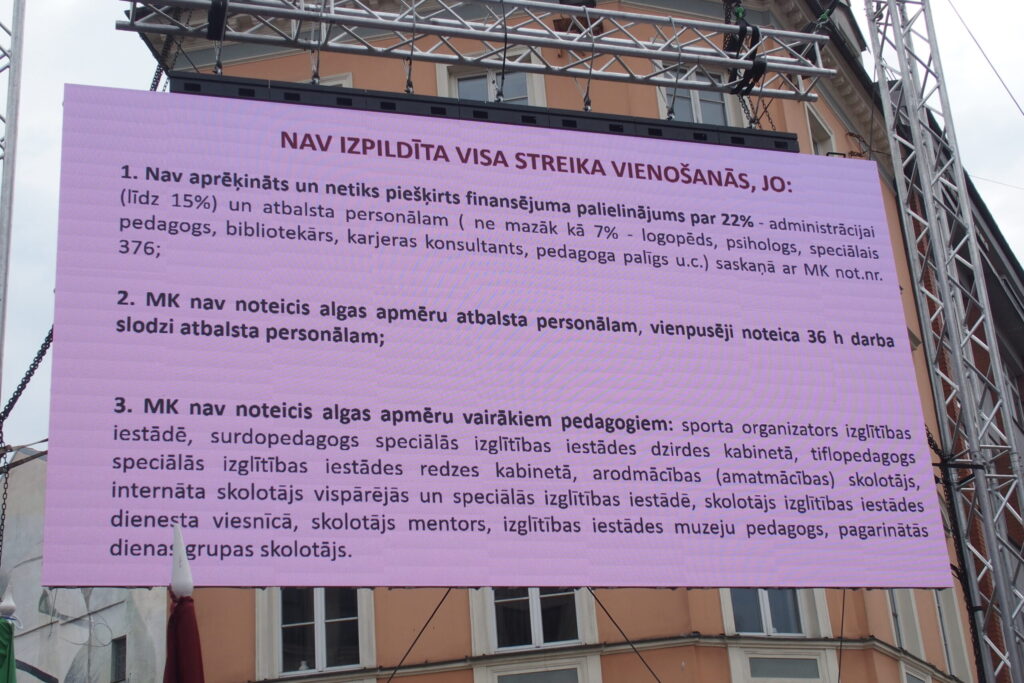 NAV IZPILDĪTA VISA STREIKA VIENOŠANĀS, JO:
1. Nav aprēķināts un netiks piešķirts finansējuma palielinājums par 22% - administrācijai
(līdz 15%) un atbalsta personālam ( ne mazāk kā 7% - logopēds, psihologs, speciālais
pedagogs, bibliotekārs, karjeras konsultants, pedagoga palīgs u.c.) saskaņā ar MK not.nr.
376;
2. MK nav noteicis algas apmēru atbalsta personālam, vienpusēji noteica 36 h darba
slodzi atbalsta personālam;
3. MK nav noteicis algas apmēru vairākiem pedagogiem: sporta organizators izglītības
iestādē, surdopedagogs speciālās izglītības iestādes dzirdes kabinetā, tiflopedagogs
speciālās izglītības iestādes redzes kabinetā, arodmācības (amatmācības) skolotājs,
internāta skolotājs vispārējās un speciālās izglītības iestādē, skolotājs izglītības iestādes
dienesta viesnīcā, skolotājs mentors, izglītības iestādes muzeju pedagogs, pagarinātās
dienas grupas skolotājs.